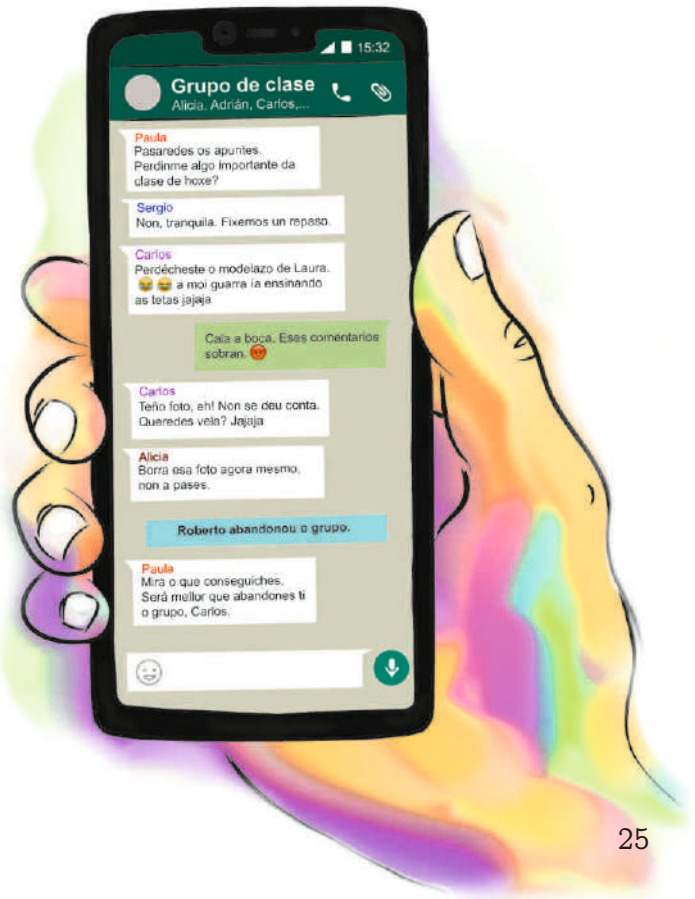 15:32
Grupo de clase
Alicia, Adrián, Carlos,...
Paula
Pasaredes os apuntes.
Perdinme algo importante da
clase de hoxe?
Sergio
Non, tranquila. Fixemos un repaso.
Carlos
Perdécheste o modelazo de Laura.
😂 😂 a moi guarra ía ensinando
as tetas jajaja
Cala a boca. Eses comentarios
sobran. 😡
Carlos
Teño foto, eh! Non se deu conta.
Queredes vela? Jajaja
Alicia
Borra esa foto agora mesmo,
non a pases.
Roberto abandonou o grupo.
Paula
Mira o que conseguiches.
Será mellor que abandones ti
o grupo, Carlos.
25